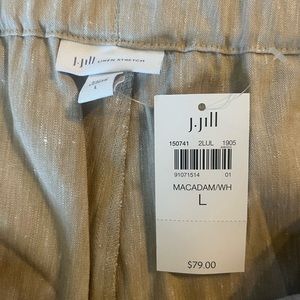 J.Jill LINEN STRETCH
L
J.Jill
150741 2LUL 1905
91071514 01
MACADAM/WH
L
$79.00